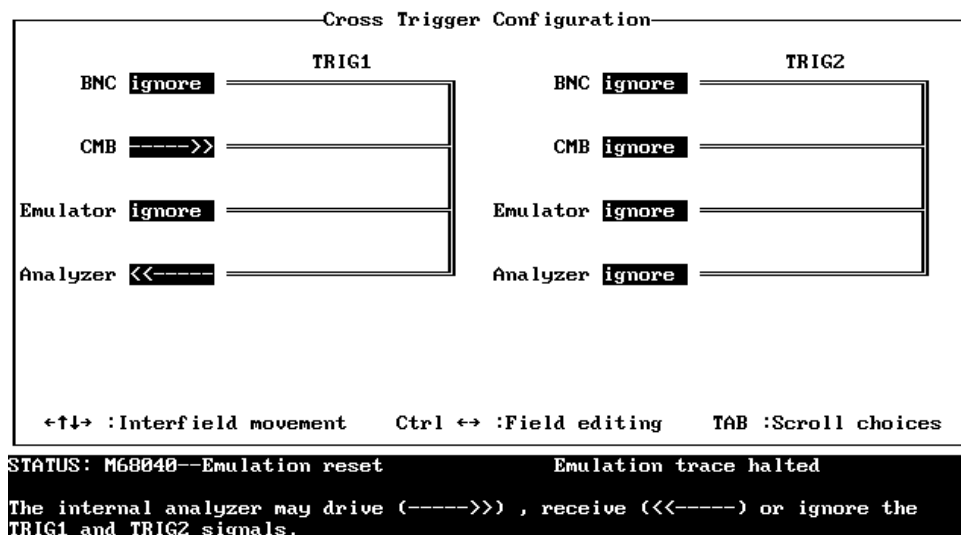 Cross Trigger Configuration
TRIG1 TRIG2
BNC ignore BNC ignore
CMB ----->> CMB ignore
Emulator ignore Emulator ignore
Analyzer <<----- Analyzer ignore
←↑↓→ :Interfield movement Ctrl ↔ :Field editing TAB :Scroll choices
STATUS: M68040--Emulation reset Emulation trace halted
The internal analyzer may drive (----->>) , receive (<<-----) or ignore the
TRIG1 and TRIG2 signals.